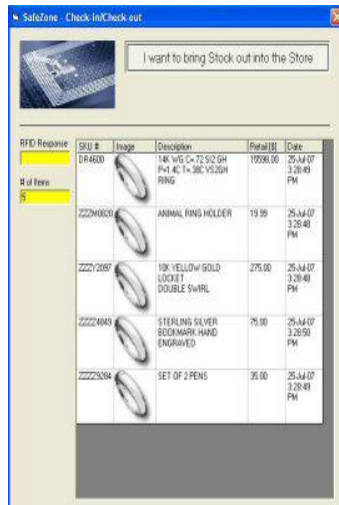 SafeZone - Check-in/Check-out
I want to bring Stock out into the Store
RFID Response
# of Items
5
SKU # Image Description Retail [$] Date
DR4600 14K WG C=.72 SI2 GH 15598.00 25-Jul-07
P=1.4C T=.38C VS2GH 3:28:49
RING PM
ZZZM0820 ANIMAL RING HOLDER 19.99 25-Jul-07
3:28:48
PM
ZZZY2097 10K YELLOW GOLD 275.00 25-Jul-07
LOCKET 3:28:48
DOUBLE SWIRL PM
ZZZZ4849 STERLING SILVER 75.00 25-Jul-07
BOOKMARK HAND 3:28:50
ENGRAVED PM
ZZZZ9284 SET OF 2 PENS 35.00 25-Jul-07
3:28:49
PM